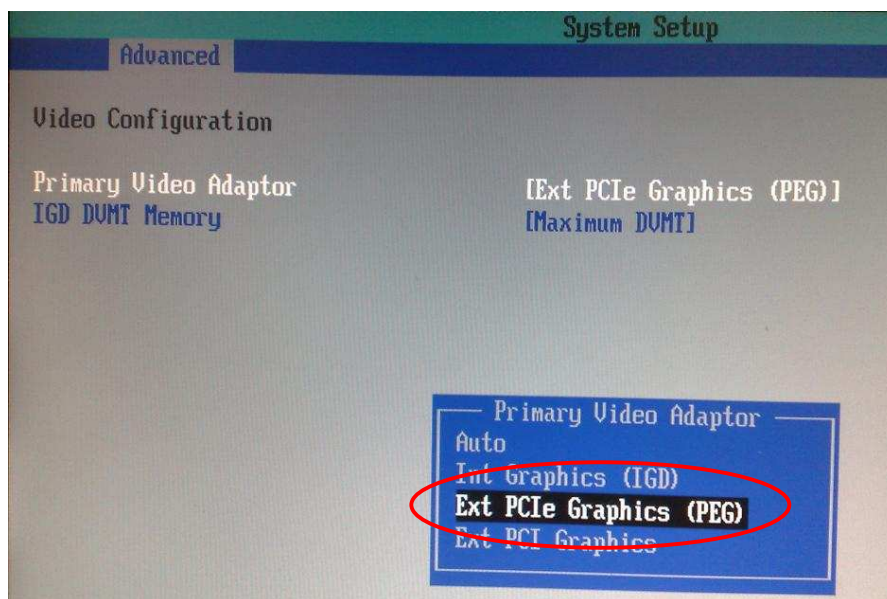 System Setup
Advanced
Video Configuration
Primary Video Adaptor [Ext PCIe Graphics (PEG)]
IGD DVMT Memory [Maximum DVMT]
Primary Video Adaptor
Auto
Int Graphics (IGD)
Ext PCIe Graphics (PEG)
Ext PCI Graphics